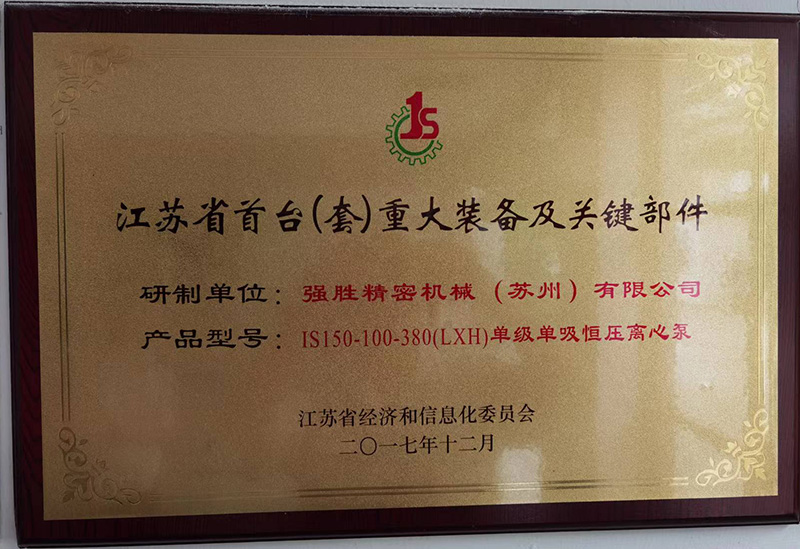 1S
江苏省首台(套)重大装备及关键部件
研制单位：强胜精密机械（苏州）有限公司
产品型号：IS150-100-380(LXH)单级单吸恒压离心泵
江苏省经济和信息化委员会
二〇一七年十二月